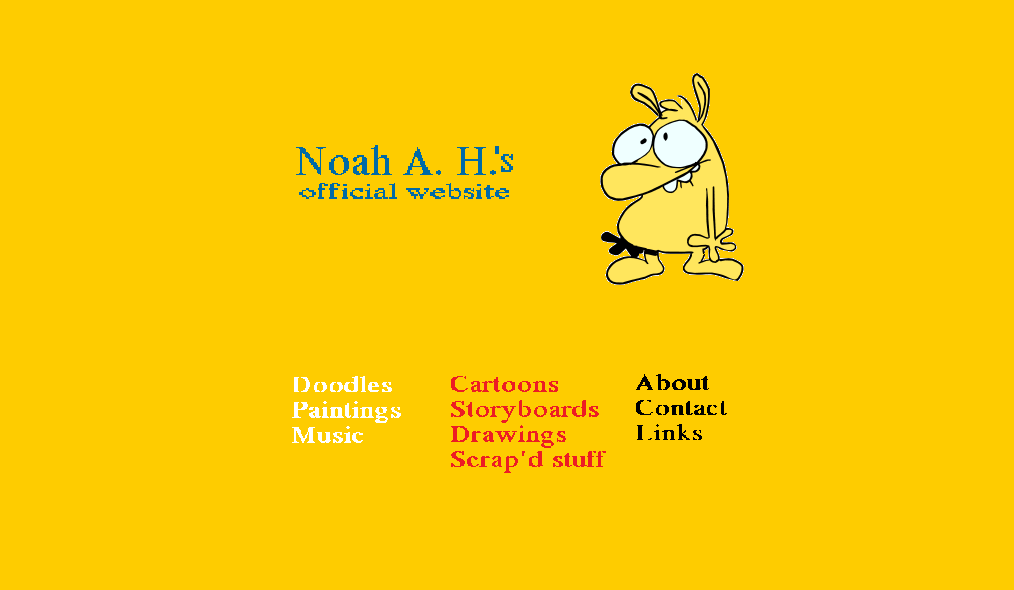 Noah A. H.'s
official website
Doodles
Paintings
Music
Cartoons
Storyboards
Drawings
Scrap'd stuff
About
Contact
Links